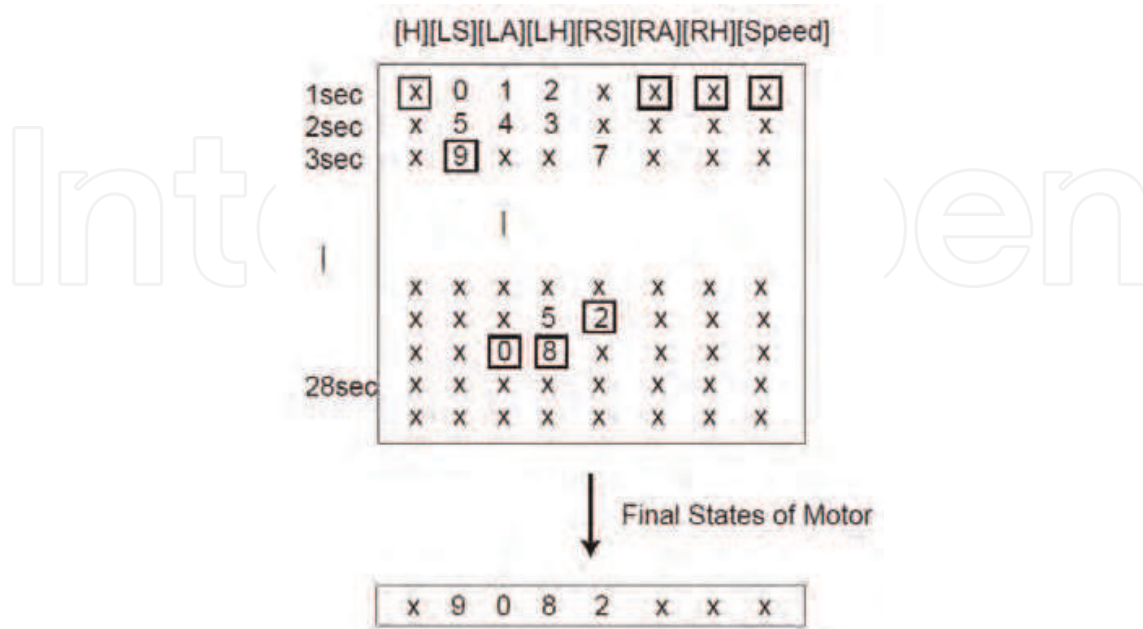 [H][LS][LA][LH][RS][RA][RH][Speed]
1sec x 0 1 2 x x x x
2sec x 5 4 3 x x x x
3sec x 9 x x 7 x x x
x x x x x x x x
x x x 5 2 x x x
x x 0 8 x x x x
28sec x x x x x x x x
x x x x x x x x
Final States of Motor
x 9 0 8 2 x x x